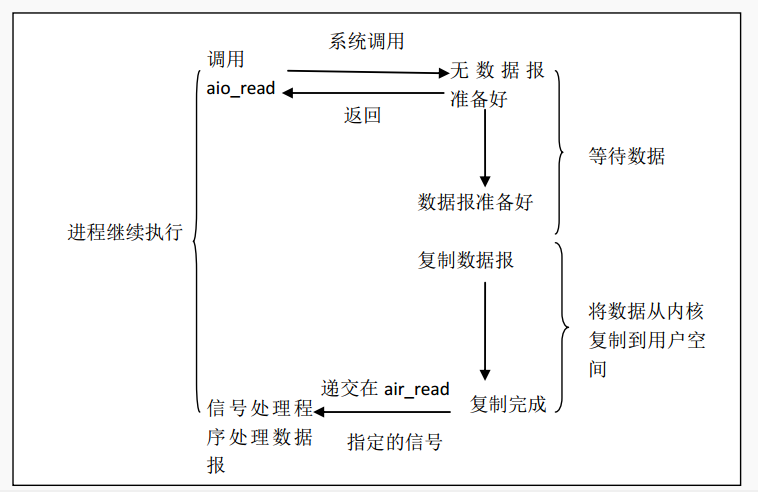 系统调用
调用
aio_read
无数据报
准备好
返回
等待数据
数据报准备好
进程继续执行
复制数据报
将数据从内核
复制到用户空
间
递交在 air_read
复制完成
信号处理程
序处理数据
报
指定的信号